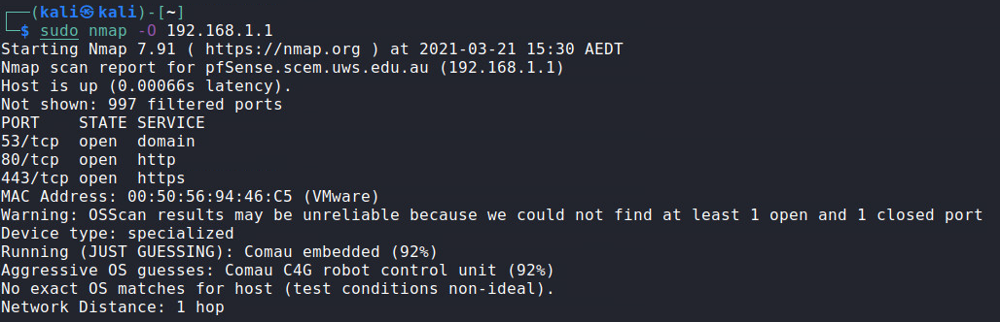 ┌──(kali㉿kali)-[~]
└─$ sudo nmap -O 192.168.1.1
Starting Nmap 7.91 ( https://nmap.org ) at 2021-03-21 15:30 AEDT
Nmap scan report for pfSense.scem.uws.edu.au (192.168.1.1)
Host is up (0.00066s latency).
Not shown: 997 filtered ports
PORT    STATE SERVICE
53/tcp  open  domain
80/tcp  open  http
443/tcp open  https
MAC Address: 00:50:56:94:46:C5 (VMware)
Warning: OSScan results may be unreliable because we could not find at least 1 open and 1 closed port
Device type: specialized
Running (JUST GUESSING): Comau embedded (92%)
Aggressive OS guesses: Comau C4G robot control unit (92%)
No exact OS matches for host (test conditions non-ideal).
Network Distance: 1 hop